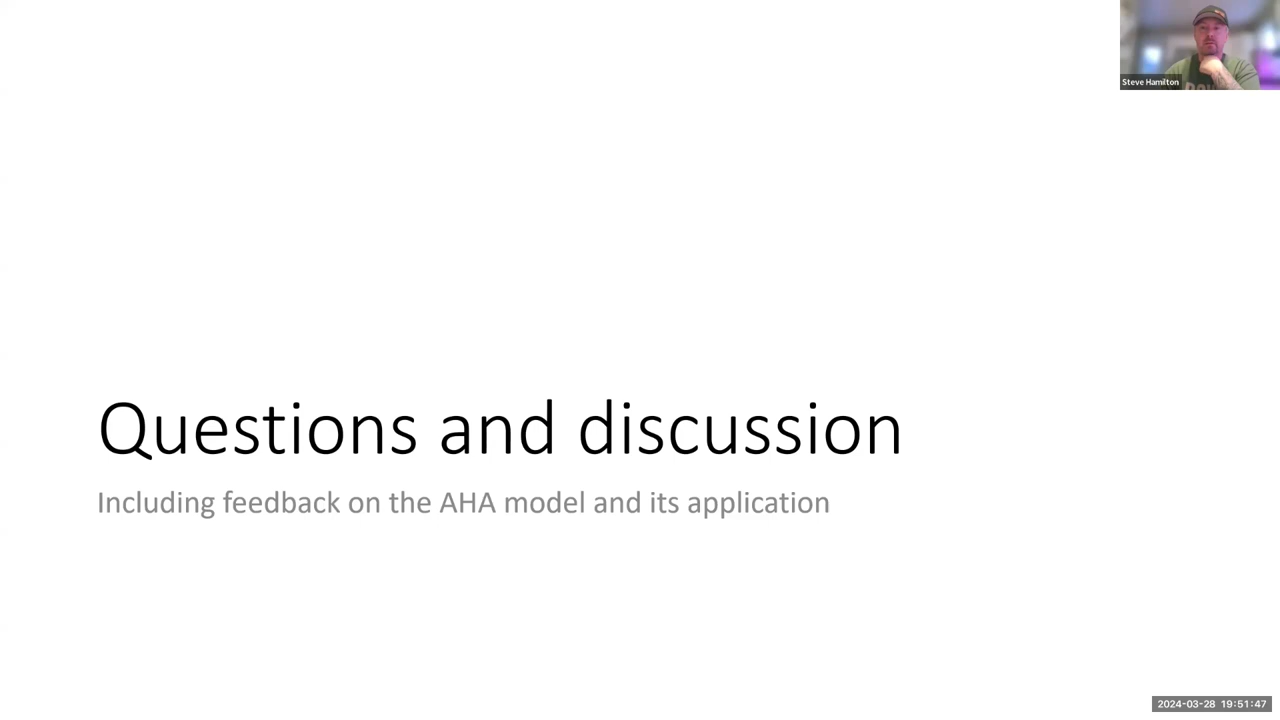 Steve Hamilton
Questions and discussion
Including feedback on the AHA model and its application
2024-03-28 19:51:47